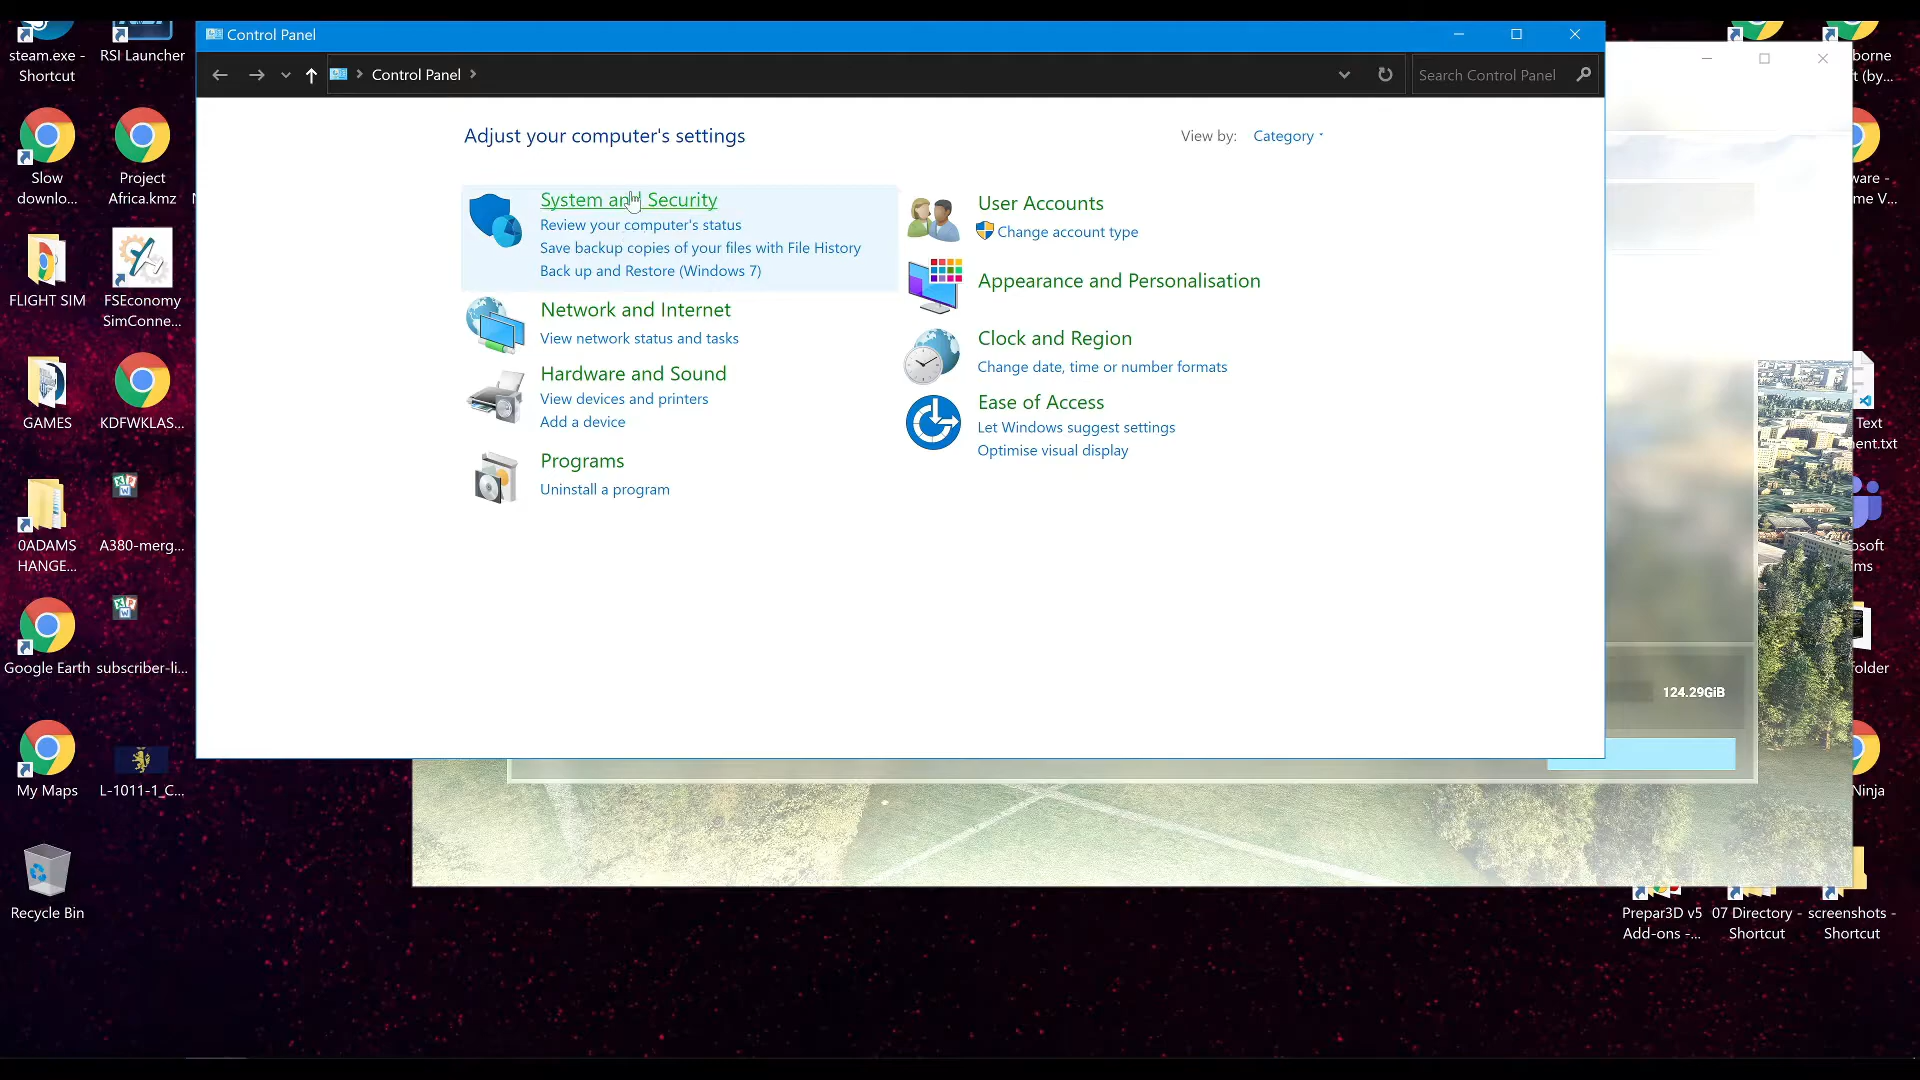 steam.exe -
Shortcut
RSI Launcher
Slow
downlo...
Project
Africa.kmz
FLIGHT SIM
FSEconomy
SimConne...
GAMES
KDFWKLAS...
0ADAMS
HANGE...
A380-merg...
Google Earth
subscriber-li...
My Maps
L-1011-1_C...
Recycle Bin
Control Panel
Control Panel
Search Control Panel
Adjust your computer's settings
View by: Category
System and Security
Review your computer's status
Save backup copies of your files with File History
Back up and Restore (Windows 7)
Network and Internet
View network status and tasks
Hardware and Sound
View devices and printers
Add a device
Programs
Uninstall a program
User Accounts
Change account type
Appearance and Personalisation
Clock and Region
Change date, time or number formats
Ease of Access
Let Windows suggest settings
Optimise visual display
124.29GiB
borne
t (by...
ware -
me V...
Text
ent.txt
osoft
ms
older
Ninja
Prepar3D v5
Add-ons -...
07 Directory -
Shortcut
screenshots -
Shortcut